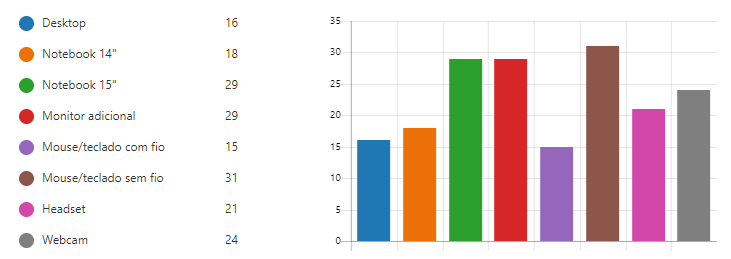 Desktop 16
Notebook 14" 18
Notebook 15" 29
Monitor adicional 29
Mouse/teclado com fio 15
Mouse/teclado sem fio 31
Headset 21
Webcam 24
35
30
25
20
15
10
5
0